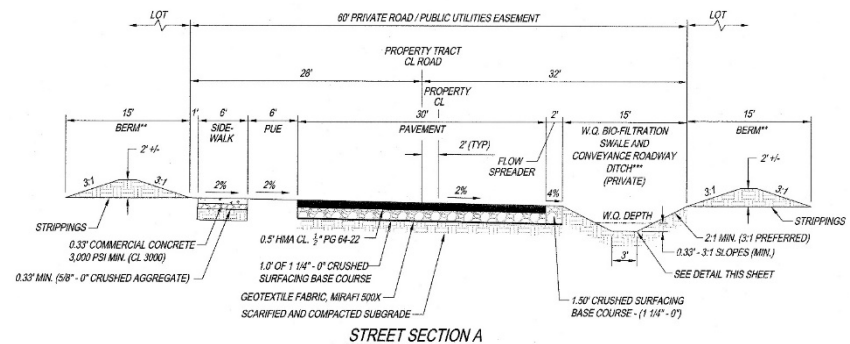 LOT
60' PRIVATE ROAD / PUBLIC UTILITIES EASEMENT
LOT
PROPERTY TRACT
CL ROAD
28'
32'
PROPERTY
CL
15'
1'
6'
6'
30'
2'
15'
15'
BERM**
SIDE-
WALK
PUE
PAVEMENT
W.Q. BIO-FILTRATION
SWALE AND
CONVEYANCE ROADWAY
DITCH***
(PRIVATE)
BERM**
2' +/-
2' (TYP)
FLOW
SPREADER
2' +/-
3:1
3:1
2%
2%
2%
4%
3:1
3:1
W.Q. DEPTH
STRIPPINGS
STRIPPINGS
0.33' COMMERCIAL CONCRETE
3,000 PSI MIN. (CL 3000)
0.5' HMA CL. ½" PG 64-22
2:1 MIN. (3:1 PREFERRED)
0.33' - 3:1 SLOPES (MIN.)
0.33' MIN. (5/8" - 0" CRUSHED AGGREGATE)
1.0' OF 1 1/4" - 0" CRUSHED
SURFACING BASE COURSE
3'
SEE DETAIL THIS SHEET
GEOTEXTILE FABRIC, MIRAFI 500X
1.50' CRUSHED SURFACING
BASE COURSE - (1 1/4" - 0")
SCARIFIED AND COMPACTED SUBGRADE
STREET SECTION A